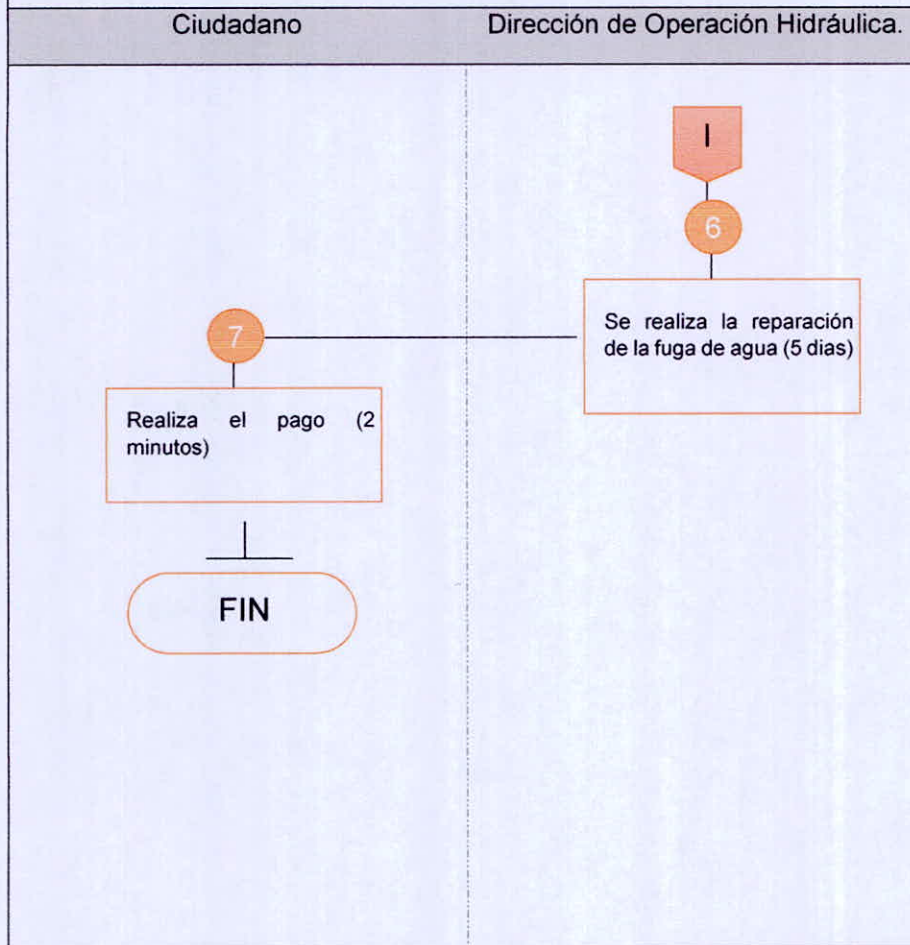 Ciudadano
Dirección de Operación Hidráulica.
I
6
Se realiza la reparación
de la fuga de agua (5 dias)
7
Realiza el pago (2
minutos)
FIN